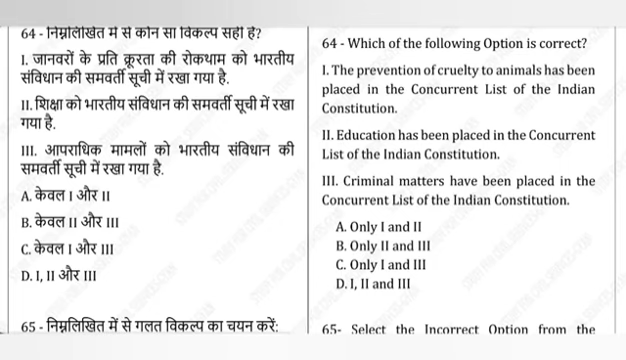 64 - निम्नलिखित में से कौन सा विकल्प सही है?
I. जानवरों के प्रति क्रूरता की रोकथाम को भारतीय
संविधान की समवर्ती सूची में रखा गया है.
II. शिक्षा को भारतीय संविधान की समवर्ती सूची में रखा
गया है.
III. आपराधिक मामलों को भारतीय संविधान की
समवर्ती सूची में रखा गया है.
A. केवल I और II
B. केवल II और III
C. केवल I और III
D. I, II और III
65 - निम्नलिखित में से गलत विकल्प का चयन करें:
64 - Which of the following Option is correct?
I. The prevention of cruelty to animals has been
placed in the Concurrent List of the Indian
Constitution.
II. Education has been placed in the Concurrent
List of the Indian Constitution.
III. Criminal matters have been placed in the
Concurrent List of the Indian Constitution.
A. Only I and II
B. Only II and III
C. Only I and III
D. I, II and III
65- Select the Incorrect Option from the